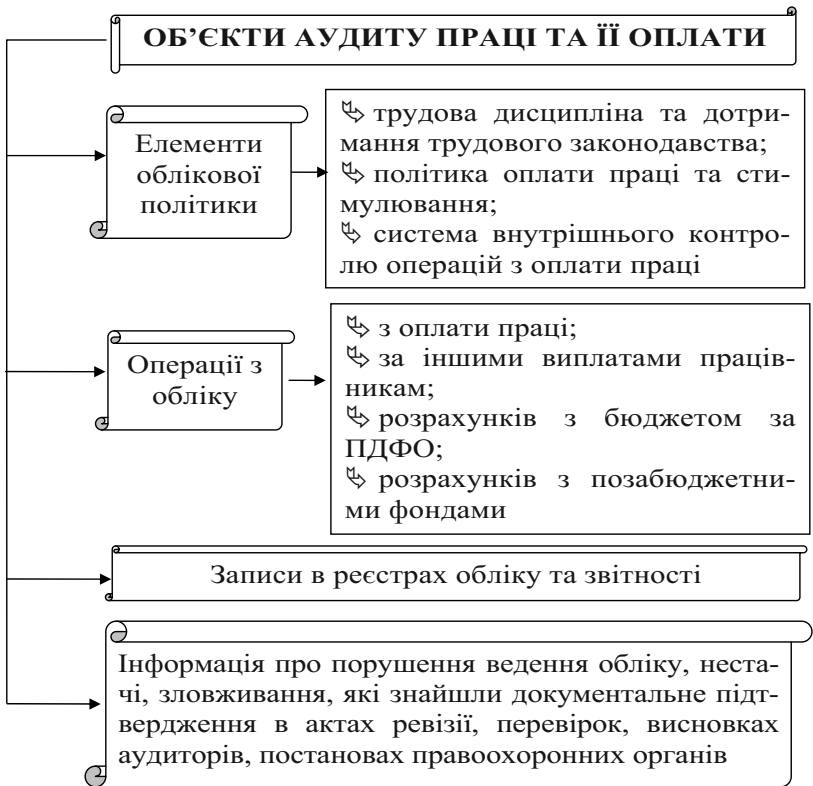 ОБ’ЄКТИ АУДИТУ ПРАЦІ ТА ЇЇ ОПЛАТИ
Елементи
облікової
політики
трудова дисципліна та дотри-
мання трудового законодавства;
політика оплати праці та сти-
мулювання;
система внутрішнього контро-
лю операцій з оплати праці
Операції з
обліку
з оплати праці;
за іншими виплатами праців-
никам;
розрахунків з бюджетом за
ПДФО;
розрахунків з позабюджетни-
ми фондами
Записи в реєстрах обліку та звітності
Інформація про порушення ведення обліку, неста-
чі, зловживання, які знайшли документальне підт-
вердження в актах ревізії, перевірок, висновках
аудиторів, постановах правоохоронних органів